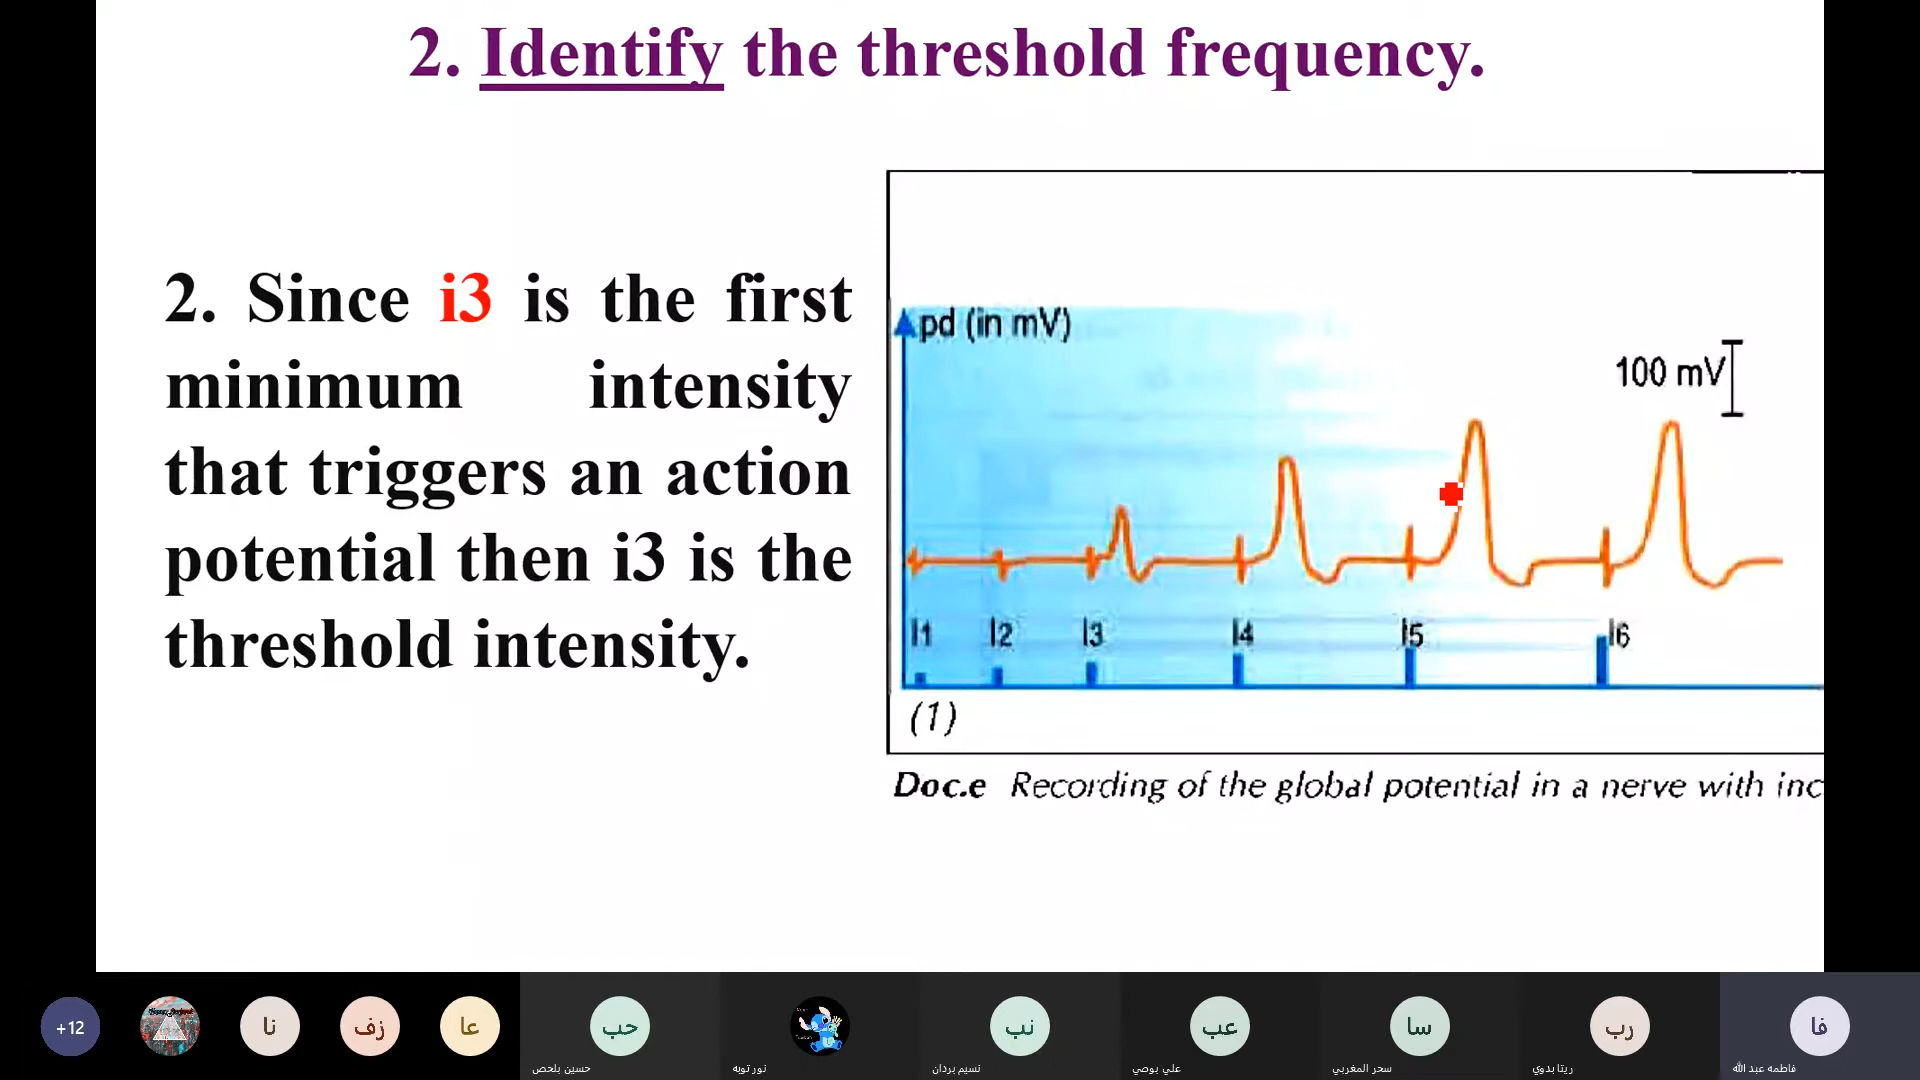 2. Identify the threshold frequency.
2. Since i3 is the first
minimum intensity
that triggers an action
potential then i3 is the
threshold intensity.
pd (in mV)
100 mV
I1 I2 I3 I4 I5 I6
(1)
Doc.e Recording of the global potential in a nerve with inc
+12
نا
زف
عا
حب
نب
عب
سا
رب
فا
حسين بلحص
نور توبه
نسيم بردان
علي بوصي
سحر المغربي
ريتا بدوي
فاطمه عبد الله